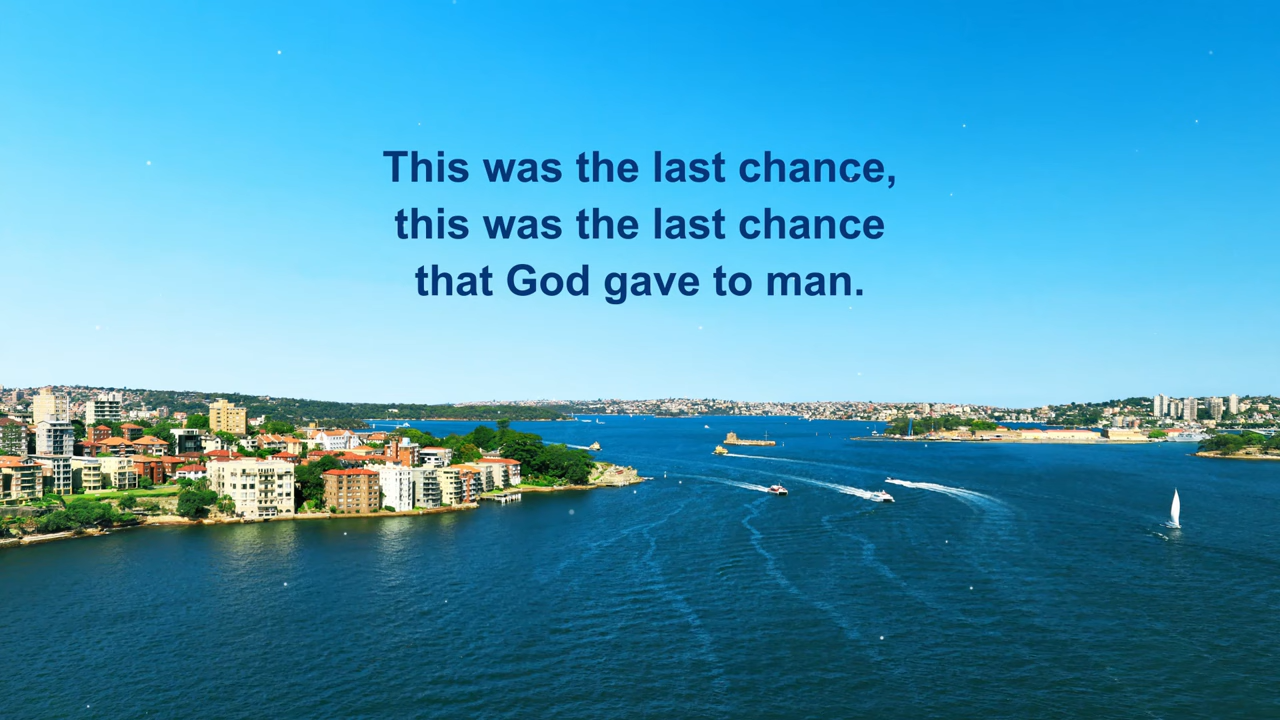 This was the last chance,
this was the last chance
that God gave to man.